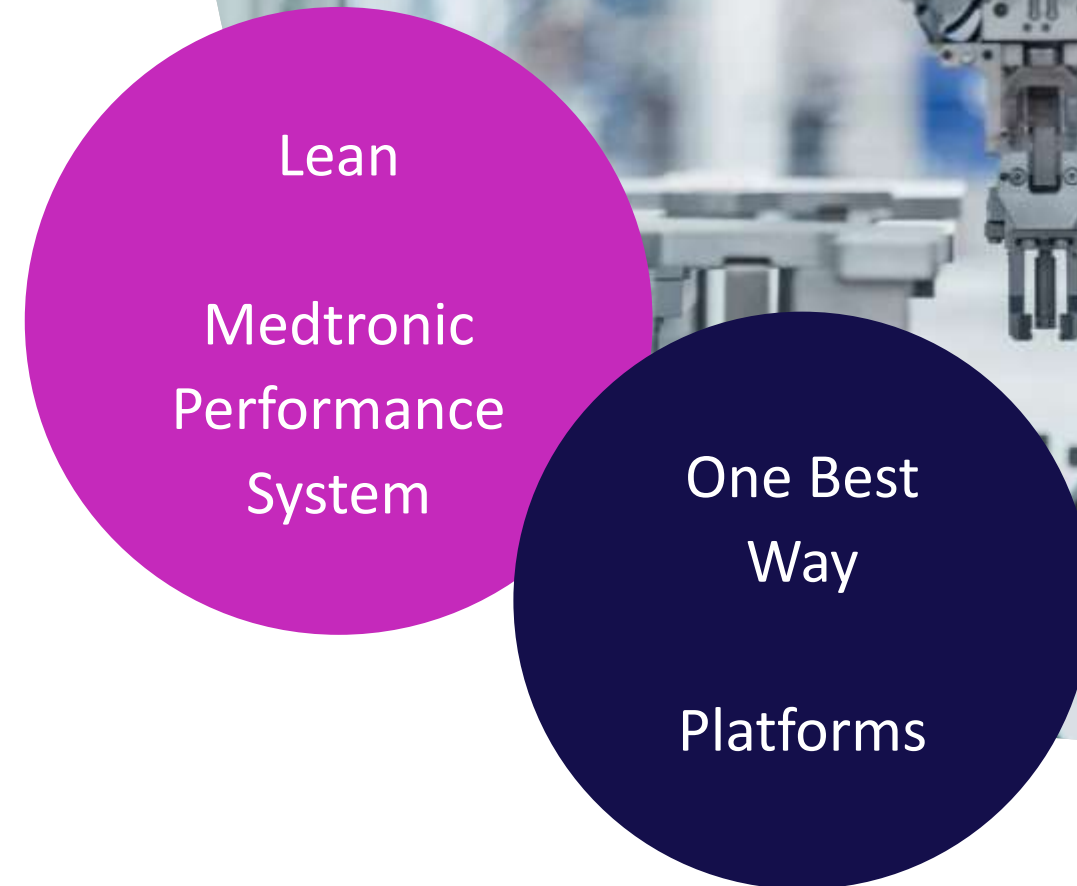 Lean
Medtronic
Performance
System
One Best
Way
Platforms